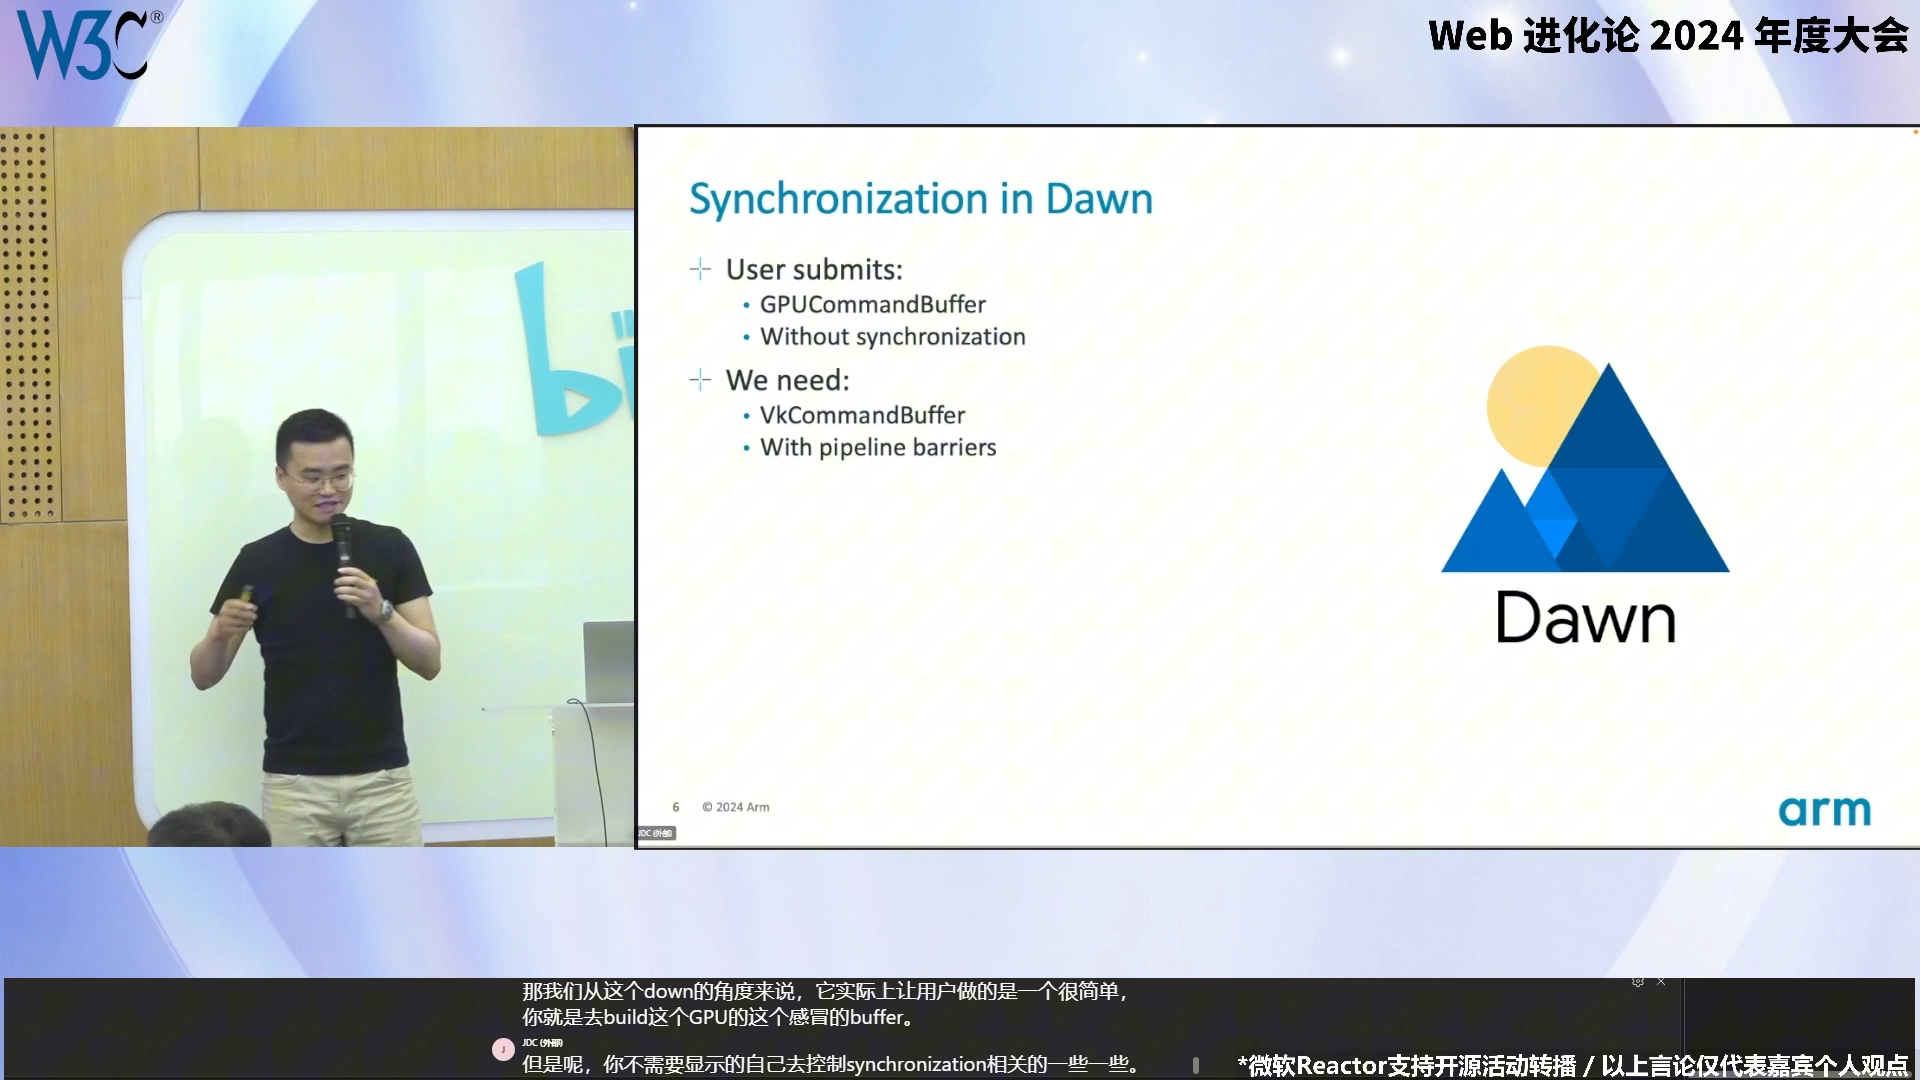 W3C®
Web 进化论 2024 年度大会
bi
Synchronization in Dawn
User submits:
• GPUCommandBuffer
• Without synchronization
We need:
• VkCommandBuffer
• With pipeline barriers
Dawn
6 © 2024 Arm
arm
JDC (外部)
那我们从这个down的角度来说，它实际上让用户做的是一个很简单，
你就是去build这个GPU的这个感冒的buffer。
J
JDC (外部)
但是呢，你不需要显示的自己去控制synchronization相关的一些一些。
*微软Reactor支持开源活动转播 / 以上言论仅代表嘉宾个人观点